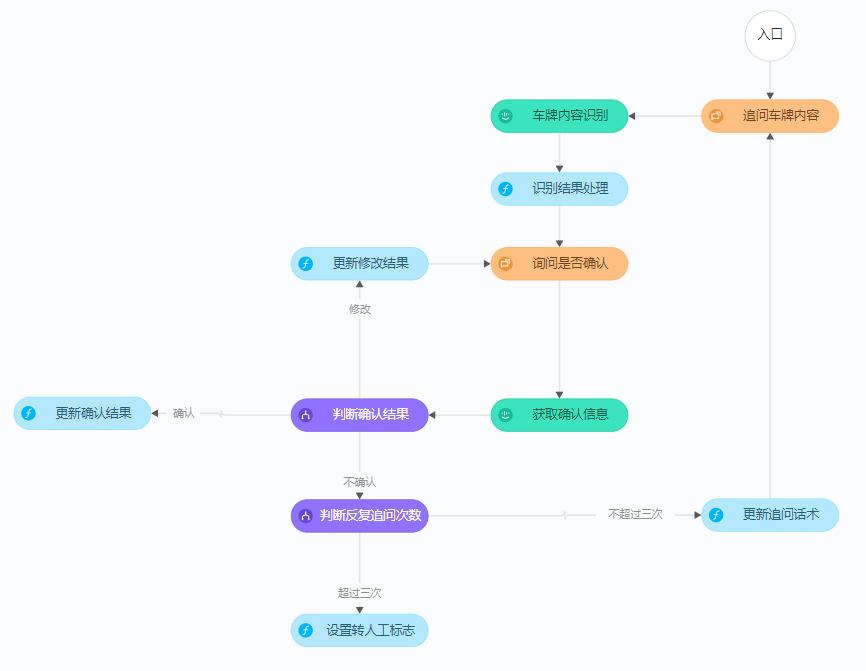 入口
车牌内容识别
追问车牌内容
识别结果处理
更新修改结果
询问是否确认
修改
更新确认结果
确认
判断确认结果
获取确认信息
不确认
判断反复追问次数
不超过三次
更新追问话术
超过三次
设置转人工标志